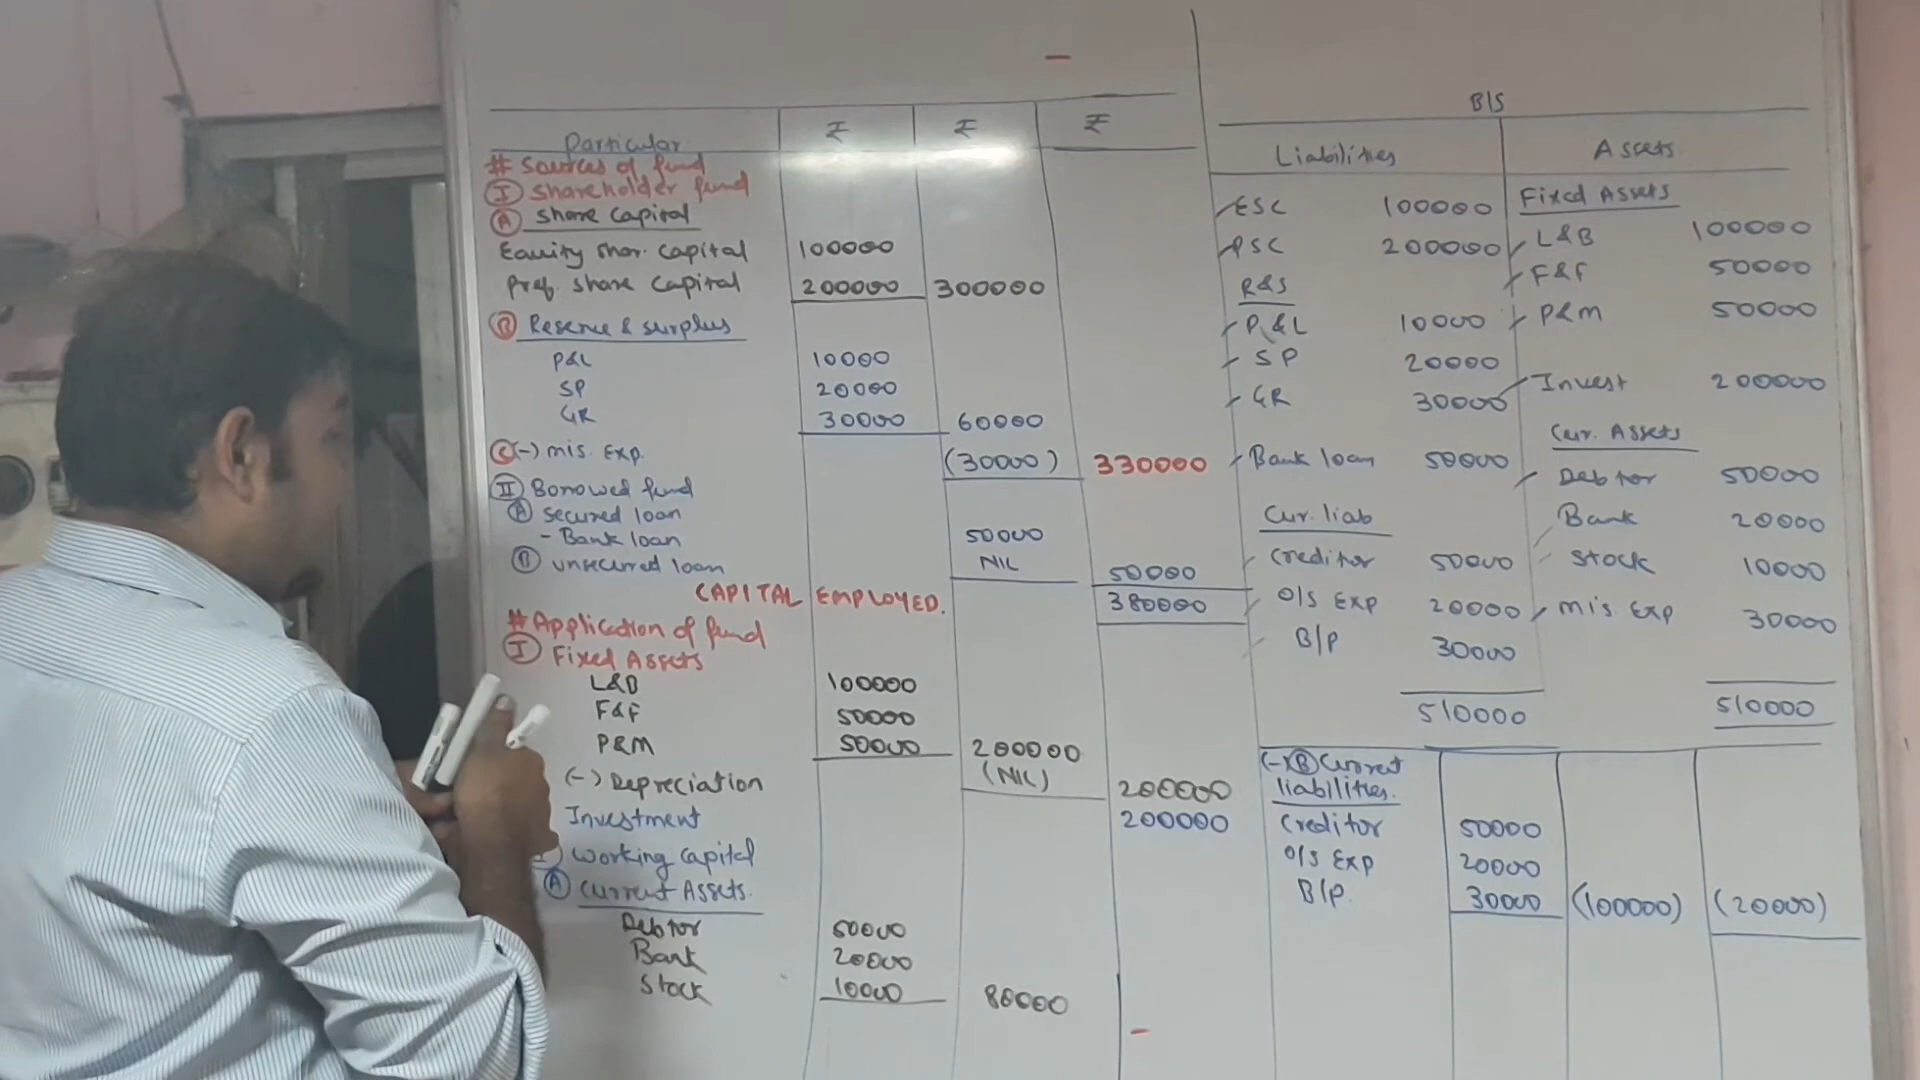 Particular ₹ ₹ ₹
# Sources of fund
I Shareholder fund
A Share Capital
Equity shar. Capital 100000
Pref. share Capital 200000 300000
B Reserve & surplus
P&L 10000
SP 20000
GR 30000 60000
C (-) mis. Exp. (30000) 330000
II Borrowed fund
A Secured loan
- Bank loan 50000
B unsecured loan NIL 50000
CAPITAL EMPLOYED. 380000
# Application of fund
I Fixed Assets
L&B 100000
F&F 50000
P&M 50000 200000
(-) Depreciation (NIL) 200000
Investment 200000
Working Capital
A Current Assets.
Debtor 50000
Bank 20000
Stock 10000 80000
B/S
Liabilities Assets
ESC 100000 Fixed Assets
PSC 200000 L&B 100000
R&S F&F 50000
P&L 10000 P&M 50000
SP 20000
GR 30000 Invest 200000
Cur. Assets
Bank loan 50000 Debtor 50000
Cur. liab Bank 20000
Creditor 50000 Stock 10000
O/S Exp 20000 mis Exp 30000
B/P 30000
510000 510000
(-) B Current
liabilities.
Creditor 50000
O/S Exp 20000
B/P. 30000 (100000) (20000)